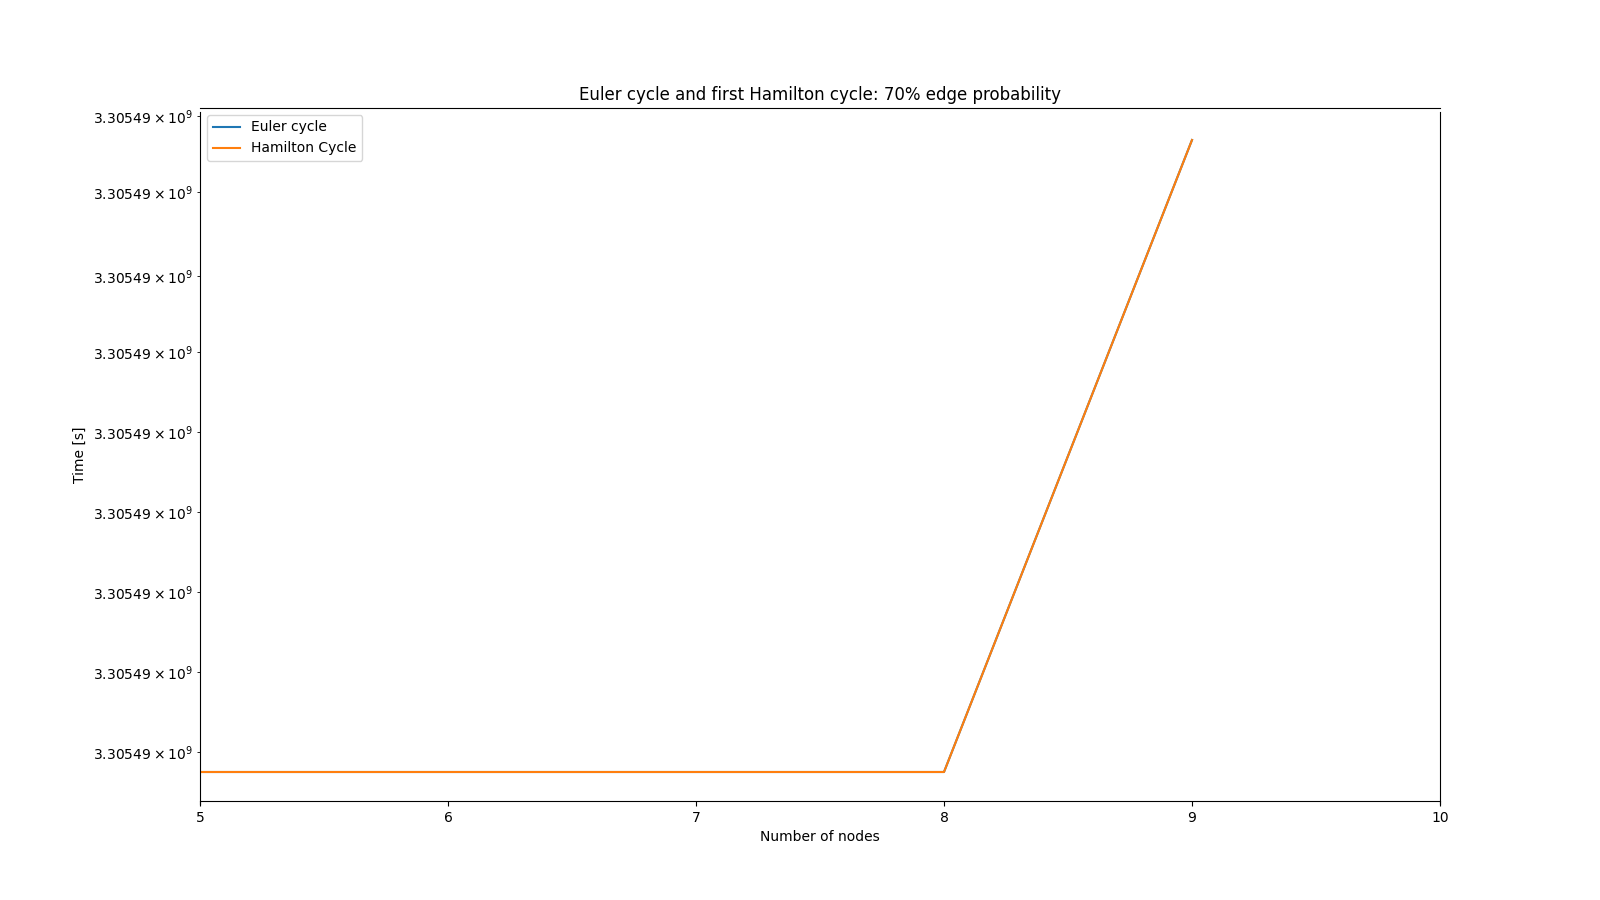 Euler cycle and first Hamilton cycle: 70% edge probability
Euler cycle
Hamilton Cycle
3.30549 × 10⁹
3.30549 × 10⁹
3.30549 × 10⁹
3.30549 × 10⁹
3.30549 × 10⁹
3.30549 × 10⁹
3.30549 × 10⁹
3.30549 × 10⁹
3.30549 × 10⁹
Time [s]
5 6 7 8 9 10
Number of nodes